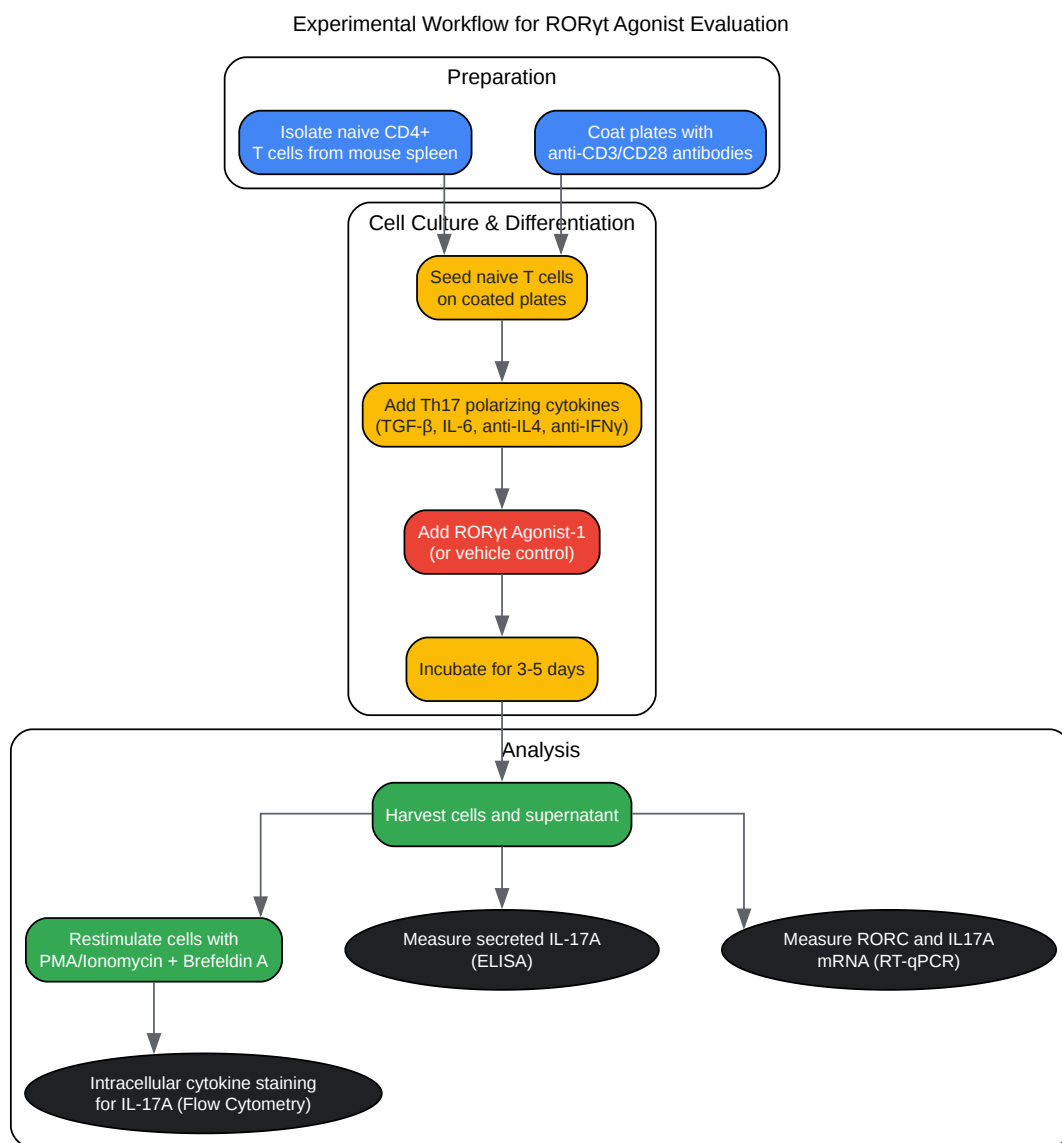 Experimental Workflow for RORγt Agonist Evaluation
Preparation
Isolate naive CD4+
T cells from mouse spleen
Coat plates with
anti-CD3/CD28 antibodies
Cell Culture & Differentiation
Seed naive T cells
on coated plates
Add Th17 polarizing cytokines
(TGF-β, IL-6, anti-IL4, anti-IFNγ)
Add RORγt Agonist-1
(or vehicle control)
Incubate for 3-5 days
Analysis
Harvest cells and supernatant
Restimulate cells with
PMA/Ionomycin + Brefeldin A
Measure secreted IL-17A
(ELISA)
Measure RORC and IL17A
mRNA (RT-qPCR)
Intracellular cytokine staining
for IL-17A (Flow Cytometry)